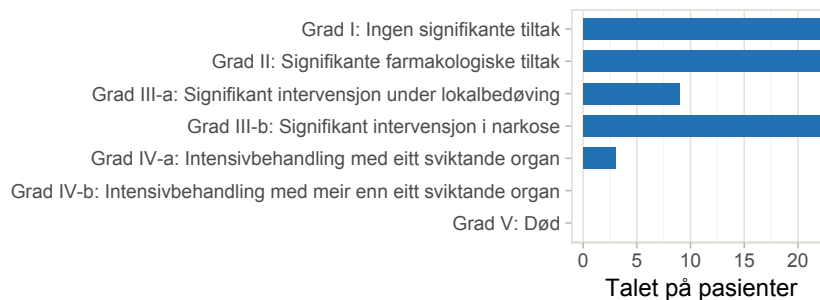 Grad I: Ingen signifikante tiltak
Grad II: Signifikante farmakologiske tiltak
Grad III-a: Signifikant intervensjon under lokalbedøving
Grad III-b: Signifikant intervensjon i narkose
Grad IV-a: Intensivbehandling med eitt sviktande organ
Grad IV-b: Intensivbehandling med meir enn eitt sviktande organ
Grad V: Død
0 5 10 15 20
Talet på pasienter